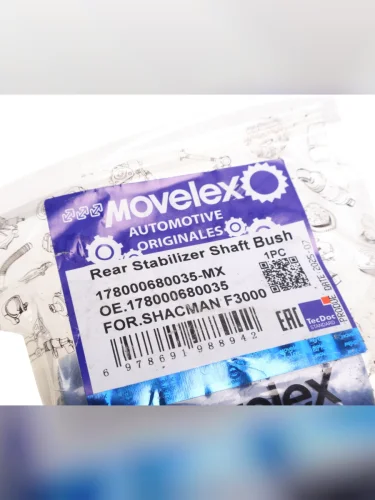 Movelex
AUTOMOTIVE
ORIGINALES
Rear Stabilizer Shaft Bush
1PC
178000680035-MX
OE.178000680035
FOR.SHACMAN F3000
EAC
TecDoc
STANDARD
6 978691 988942